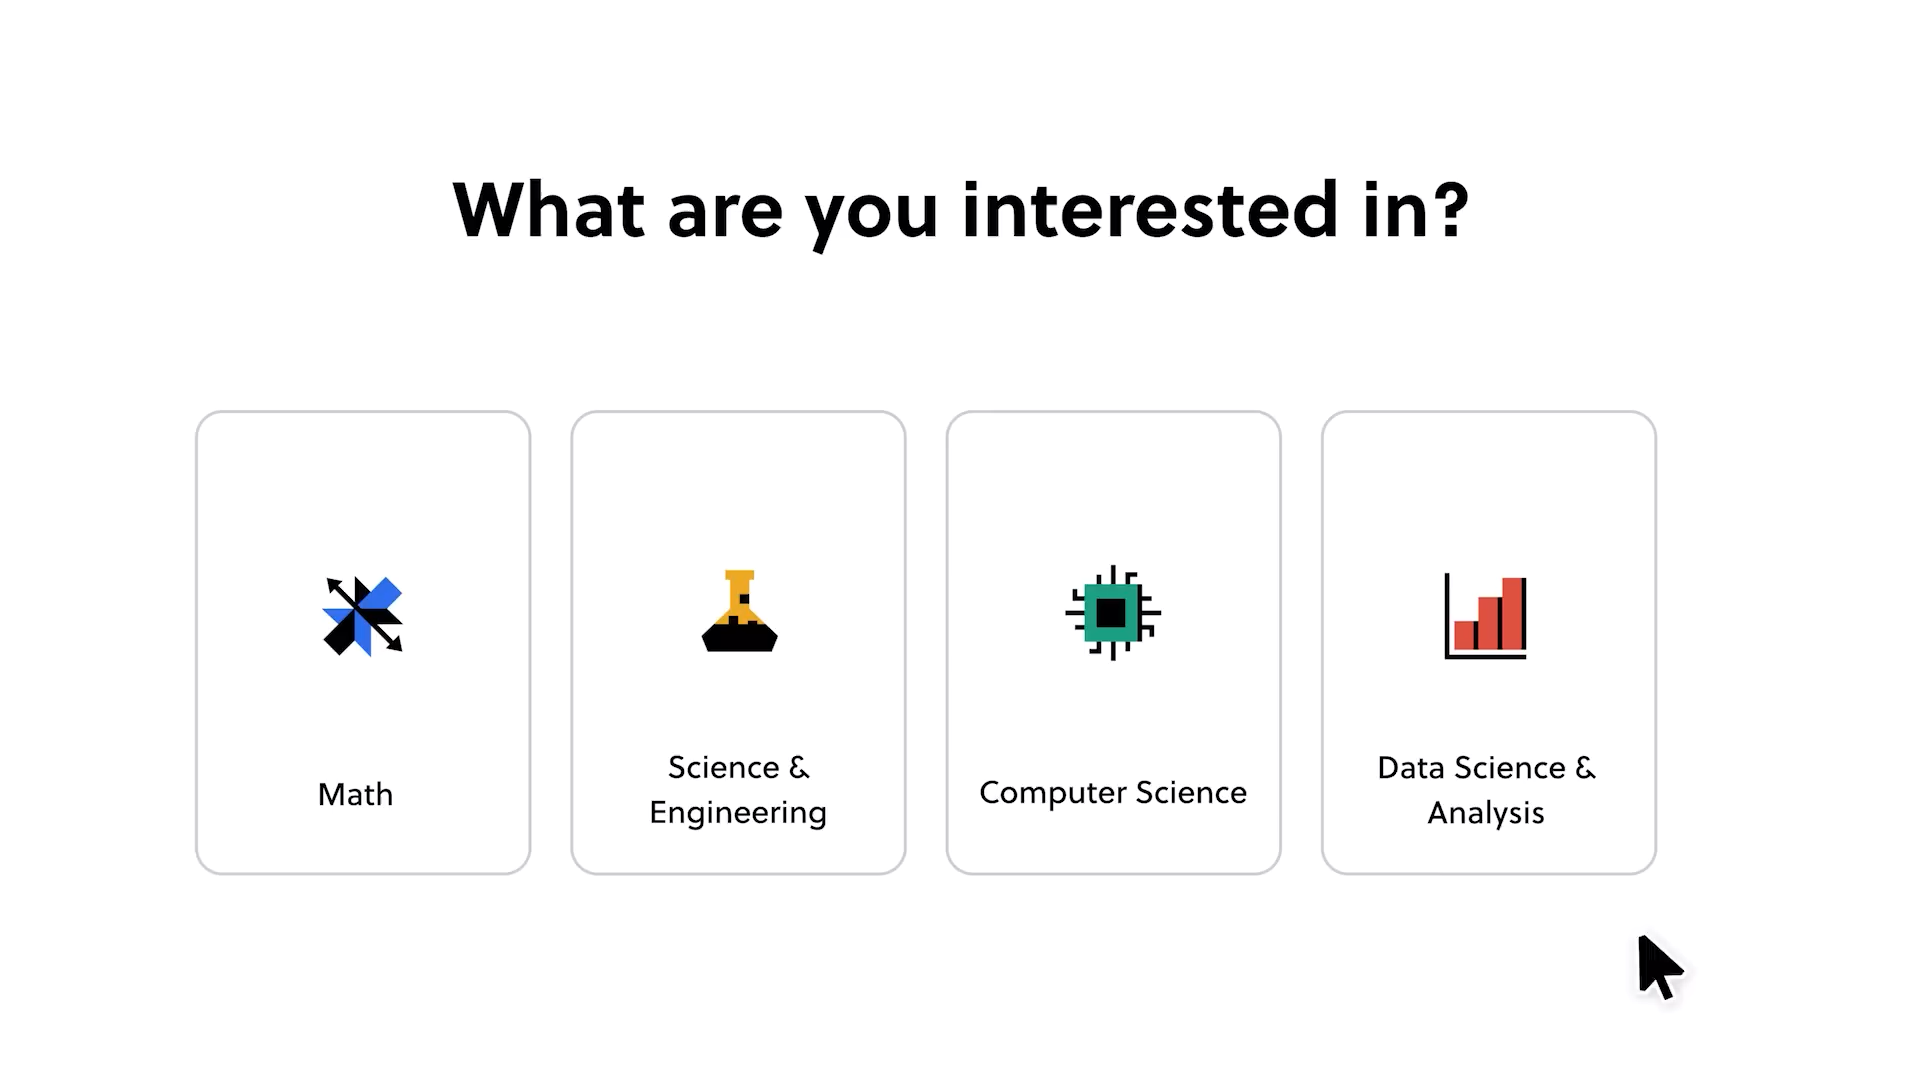 What are you interested in?
Math
Science &
Engineering
Computer Science
Data Science &
Analysis